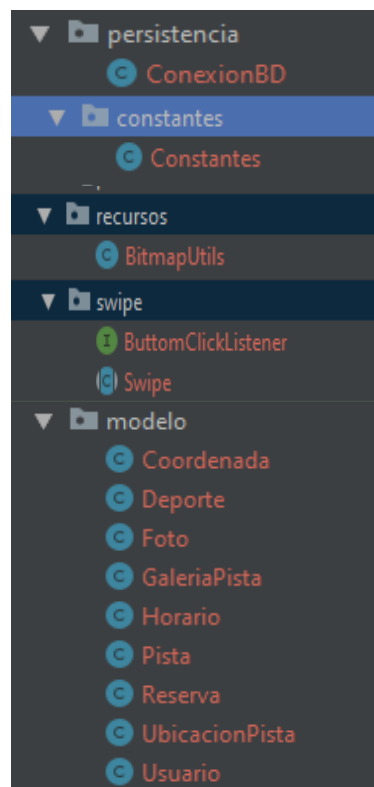 persistencia
C ConexionBD
constantes
C Constantes
recursos
C BitmapUtils
swipe
I ButtomClickListener
C Swipe
modelo
C Coordenada
C Deporte
C Foto
C GaleriaPista
C Horario
C Pista
C Reserva
C UbicacionPista
C Usuario